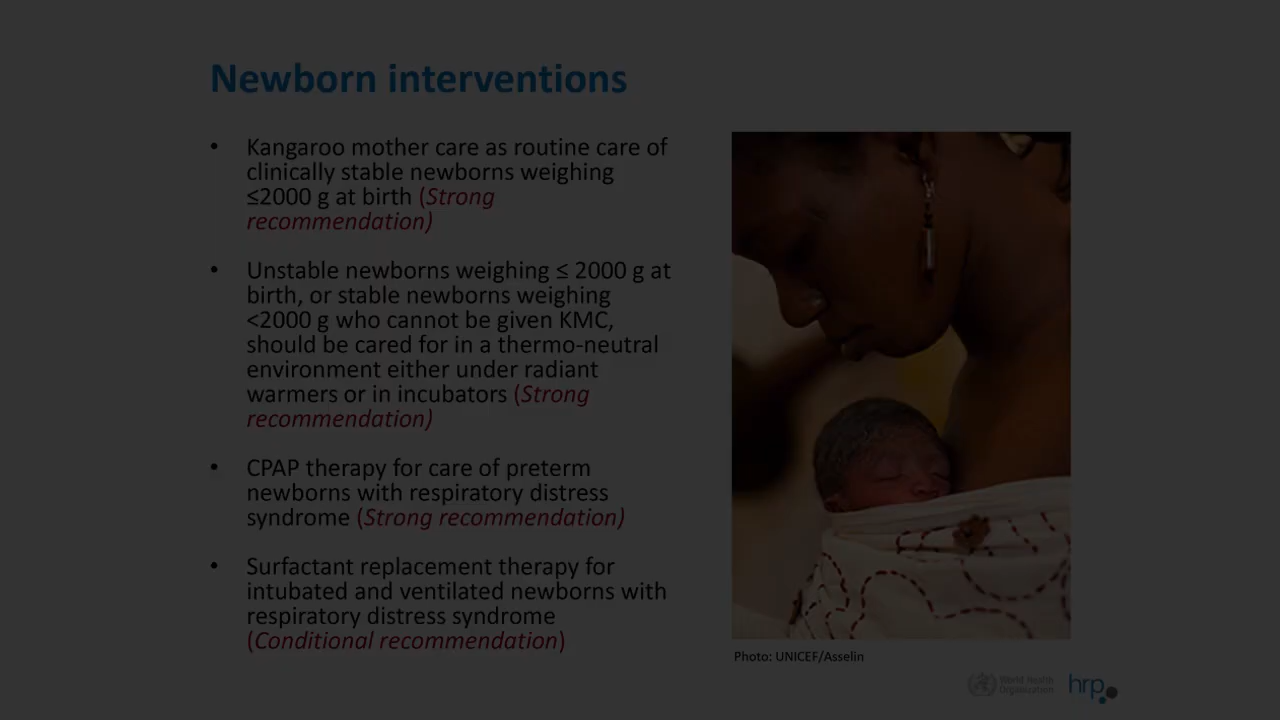 Newborn interventions
• Kangaroo mother care as routine care of
clinically stable newborns weighing
≤2000 g at birth (Strong
recommendation)
• Unstable newborns weighing ≤ 2000 g at
birth, or stable newborns weighing
<2000 g who cannot be given KMC,
should be cared for in a thermo-neutral
environment either under radiant
warmers or in incubators (Strong
recommendation)
• CPAP therapy for care of preterm
newborns with respiratory distress
syndrome (Strong recommendation)
• Surfactant replacement therapy for
intubated and ventilated newborns with
respiratory distress syndrome
(Conditional recommendation)
Photo: UNICEF/Asselin
World Health
Organization
hrp